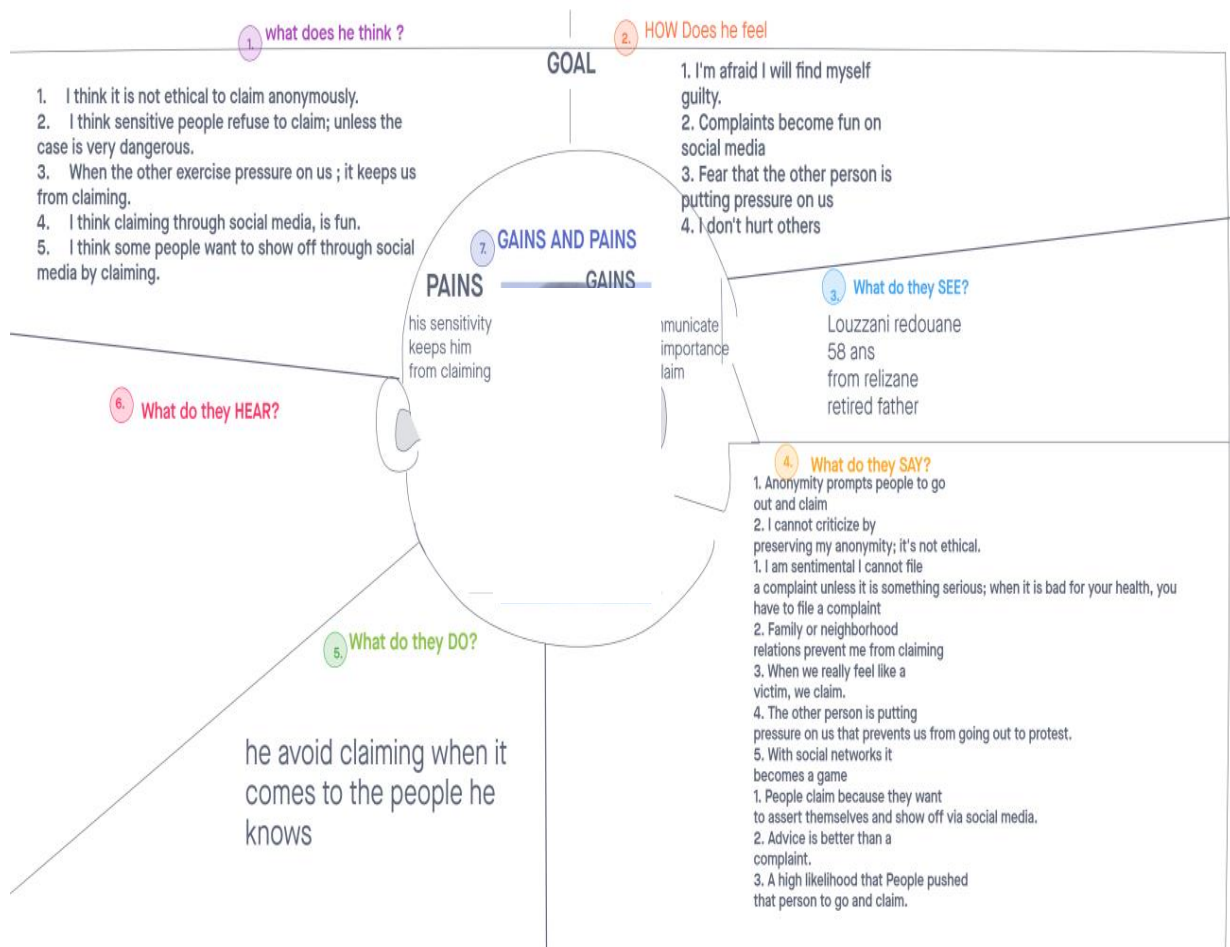 1. what does he think ?
1. I think it is not ethical to claim anonymously.
2. I think sensitive people refuse to claim; unless the
case is very dangerous.
3. When the other exercise pressure on us ; it keeps us
from claiming.
4. I think claiming through social media, is fun.
5. I think some people want to show off through social
media by claiming.
GOAL
2. HOW Does he feel
1. I'm afraid I will find myself
guilty.
2. Complaints become fun on
social media
3. Fear that the other person is
putting pressure on us
4. I don't hurt others
7. GAINS AND PAINS
PAINS
his sensitivity
keeps him
from claiming
GAINS
importance
3. What do they SEE?
Louzzani redouane
58 ans
from relizane
retired father
4. What do they SAY?
1. Anonymity prompts people to go
out and claim
2. I cannot criticize by
preserving my anonymity; it's not ethical.
1. I am sentimental I cannot file
a complaint unless it is something serious; when it is bad for your health, you
have to file a complaint
2. Family or neighborhood
relations prevent me from claiming
3. When we really feel like a
victim, we claim.
4. The other person is putting
pressure on us that prevents us from going out to protest.
5. With social networks it
becomes a game
1. People claim because they want
to assert themselves and show off via social media.
2. Advice is better than a
complaint.
3. A high likelihood that People pushed
that person to go and claim.
5. What do they DO?
he avoid claiming when it
comes to the people he
knows
6. What do they HEAR?